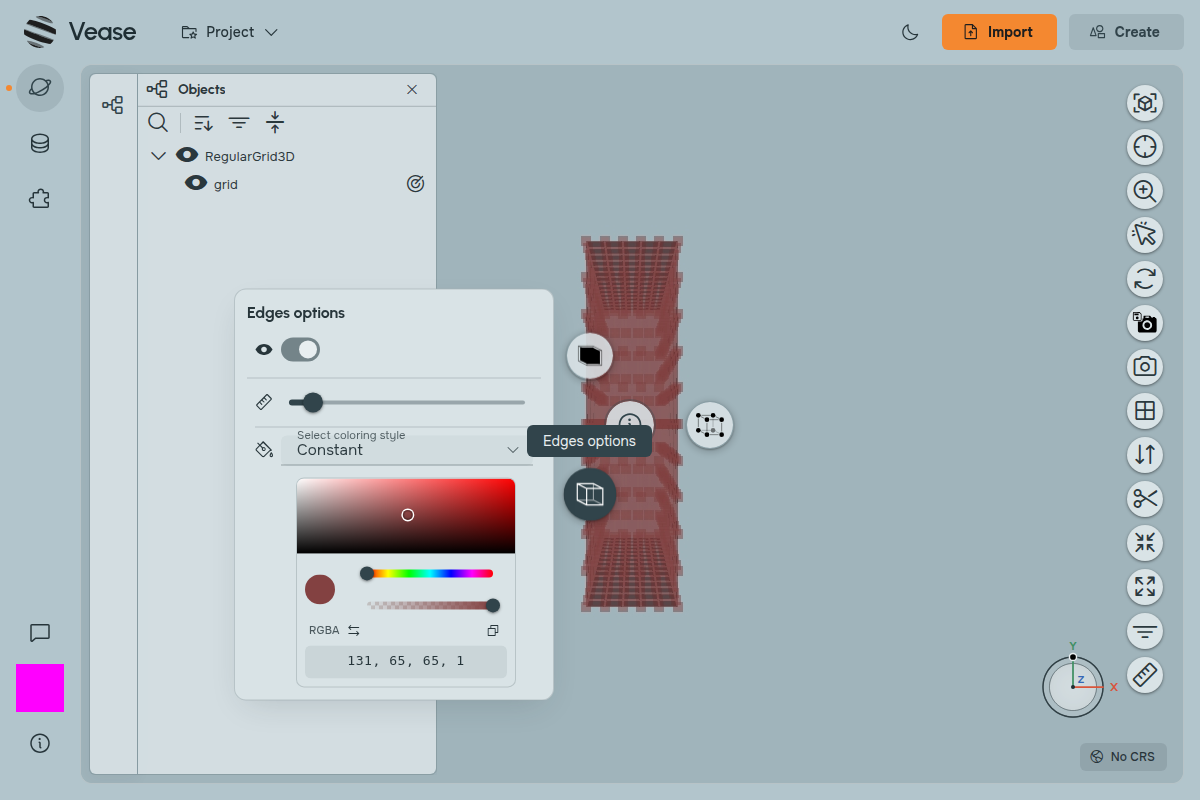 Vease
Project
Import
Create
Objects
RegularGrid3D
grid
Edges options
Select coloring style
Constant
Edges options
RGBA
131, 65, 65, 1
Y
Z
X
No CRS